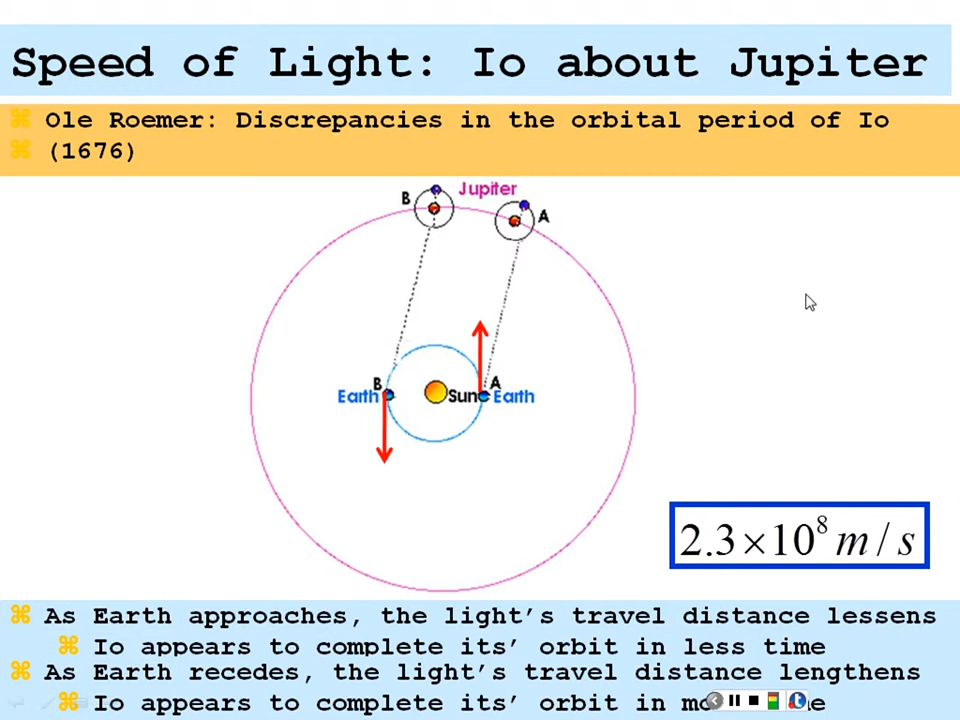 Speed of Light: Io about Jupiter
Ole Roemer: Discrepancies in the orbital period of Io
(1676)
B Jupiter
A
B A
Earth Sun Earth
2.3×10⁸ m/s
As Earth approaches, the light's travel distance lessens
Io appears to complete its' orbit in less time
As Earth recedes, the light's travel distance lengthens
Io appears to complete its' orbit in